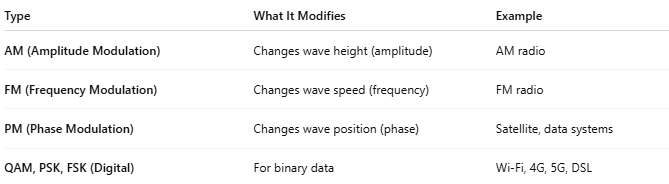 Type What It Modifies Example
AM (Amplitude Modulation) Changes wave height (amplitude) AM radio
FM (Frequency Modulation) Changes wave speed (frequency) FM radio
PM (Phase Modulation) Changes wave position (phase) Satellite, data systems
QAM, PSK, FSK (Digital) For binary data Wi-Fi, 4G, 5G, DSL